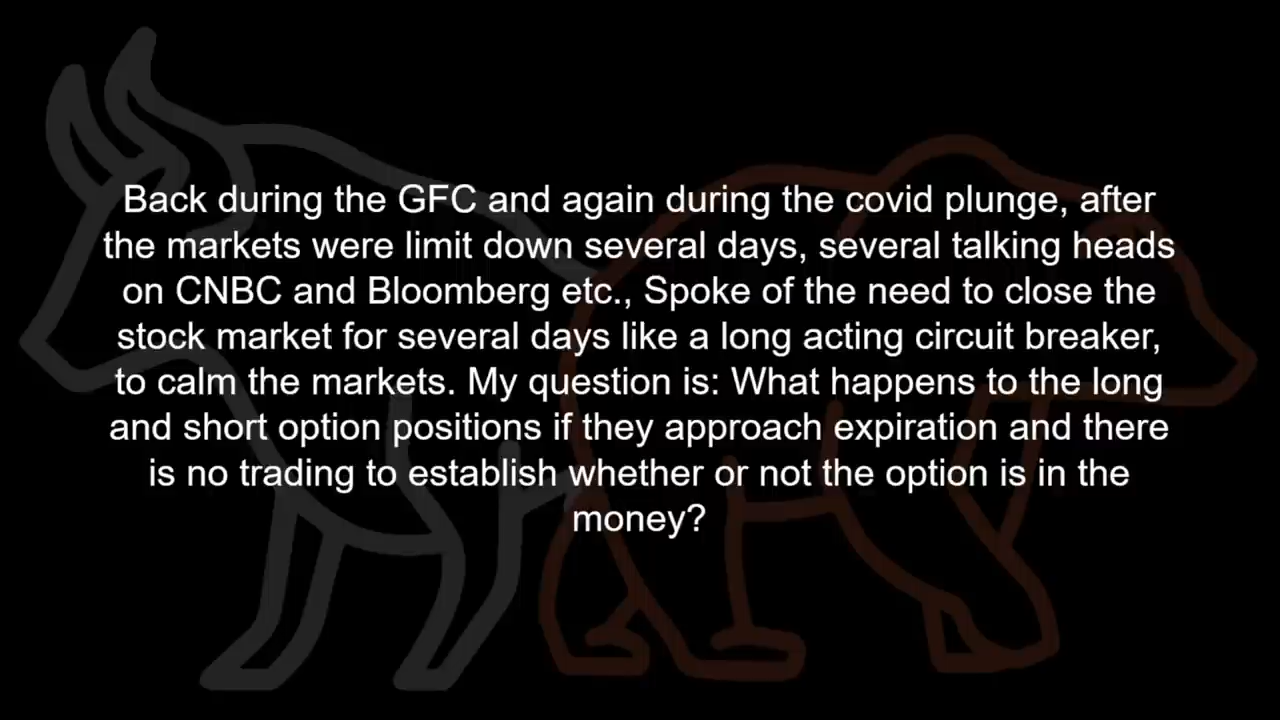 Back during the GFC and again during the covid plunge, after
the markets were limit down several days, several talking heads
on CNBC and Bloomberg etc., Spoke of the need to close the
stock market for several days like a long acting circuit breaker,
to calm the markets. My question is: What happens to the long
and short option positions if they approach expiration and there
is no trading to establish whether or not the option is in the
money?